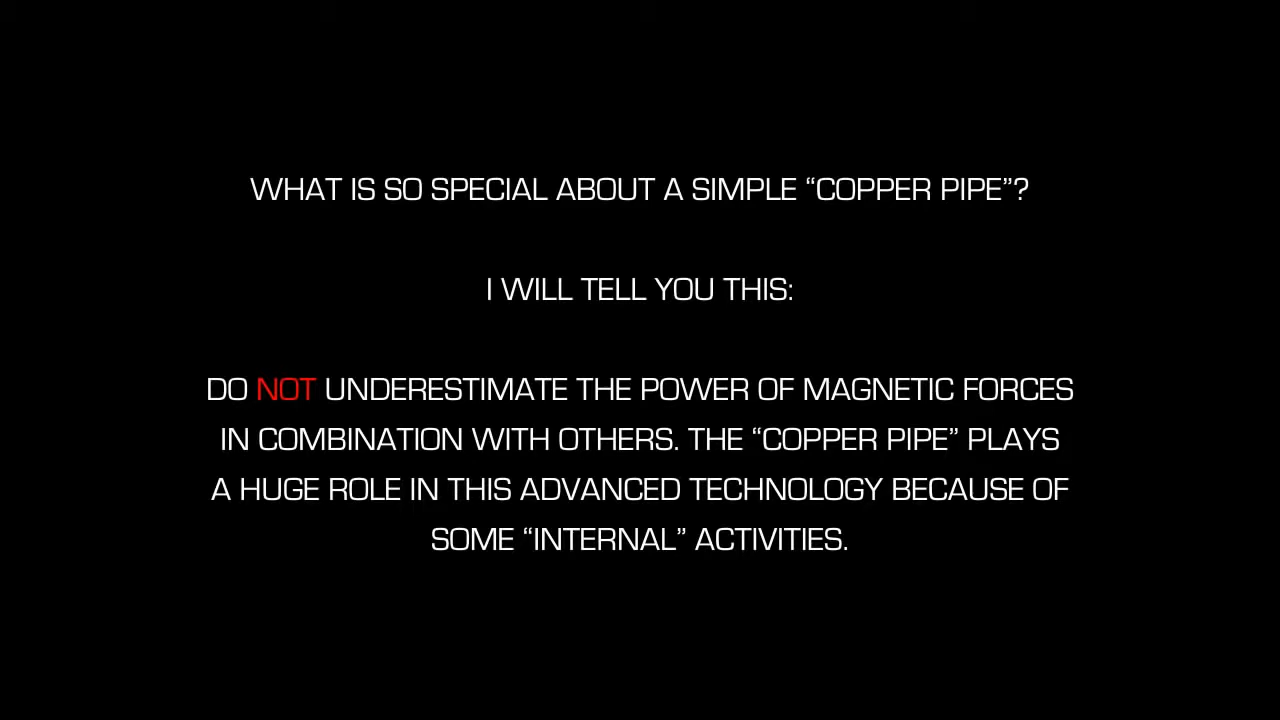 WHAT IS SO SPECIAL ABOUT A SIMPLE “COPPER PIPE”?
I WILL TELL YOU THIS:
DO NOT UNDERESTIMATE THE POWER OF MAGNETIC FORCES
IN COMBINATION WITH OTHERS. THE “COPPER PIPE” PLAYS
A HUGE ROLE IN THIS ADVANCED TECHNOLOGY BECAUSE OF
SOME “INTERNAL” ACTIVITIES.